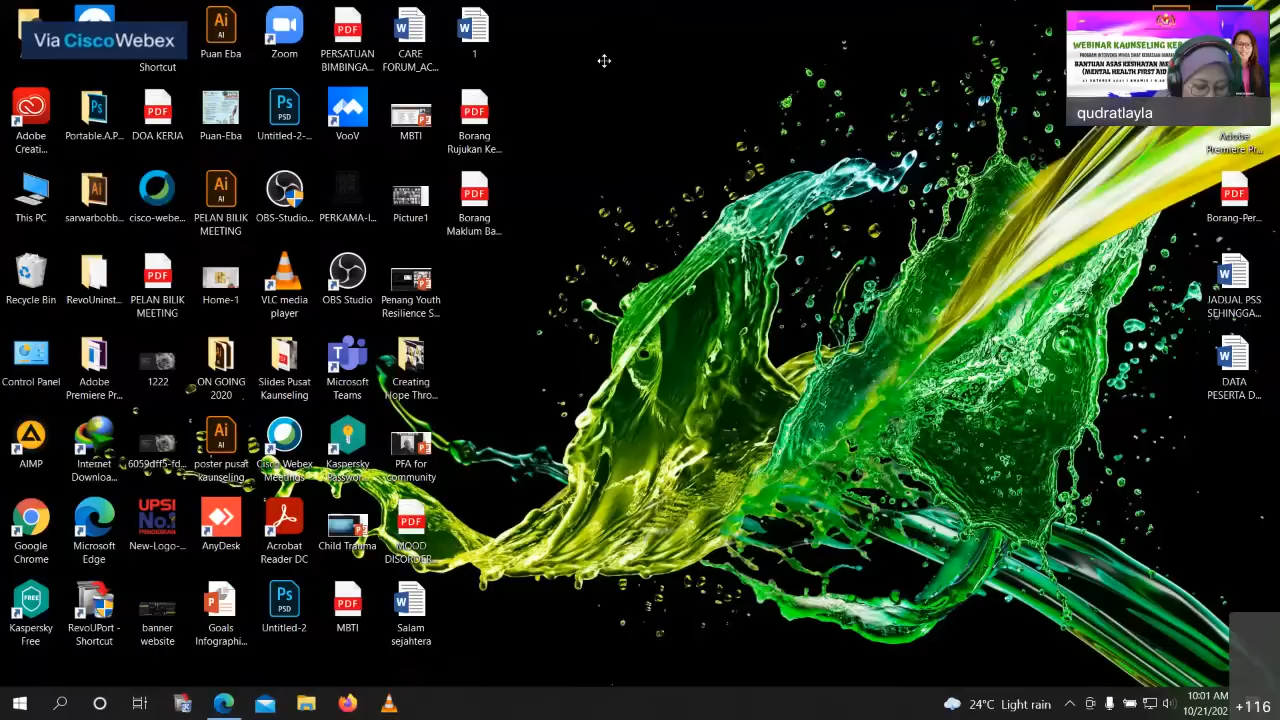 Via Cisco Webex
Shortcut
Puan Eba
Zoom
PERSATUAN
BIMBINGA...
CARE
FORUM_AC...
1
WEBINAR KAUNSELING
BANTUAN ASAS KESIHATAN
(MENTAL HEALTH FIRST AID
qudratlayla
Adobe
Creati...
Portable.A.P...
DOA KERJA
Puan-Eba
Untitled-2-...
VooV
MBTI
Borang
Rujukan Ke...
Adobe
Premiere Pr...
This PC
sarwarbobb...
cisco-webe...
PELAN BILIK
MEETING
OBS-Studio...
PERKAMA-I...
Picture1
Borang
Maklum Ba...
Borang-Per...
Recycle Bin
RevoUninst...
PELAN BILIK
MEETING
Home-1
VLC media
player
OBS Studio
Penang Youth
Resilience S...
JADUAL PSS
SEHINGGA...
Control Panel
Adobe
Premiere Pr...
1222
ON GOING
2020
Slides Pusat
Kaunseling
Microsoft
Teams
Creating
Hope Thro...
DATA
PESERTA D...
AIMP
Internet
Downloa...
6059dff5-fd...
poster pusat
kaunseling
Cisco Webex
Meetings
Kaspersky
Passwo...
PFA for
community
Google
Chrome
Microsoft
Edge
UPSI
No.1
New-Logo-...
AnyDesk
Acrobat
Reader DC
Child Trauma
MOOD
DISORDER...
Kaspersky
Free
RevoUPort -
Shortcut
banner
website
Goals
Infographi...
Untitled-2
MBTI
Salam
sejahtera
24°C Light rain
10:01 AM
10/21/202
+116